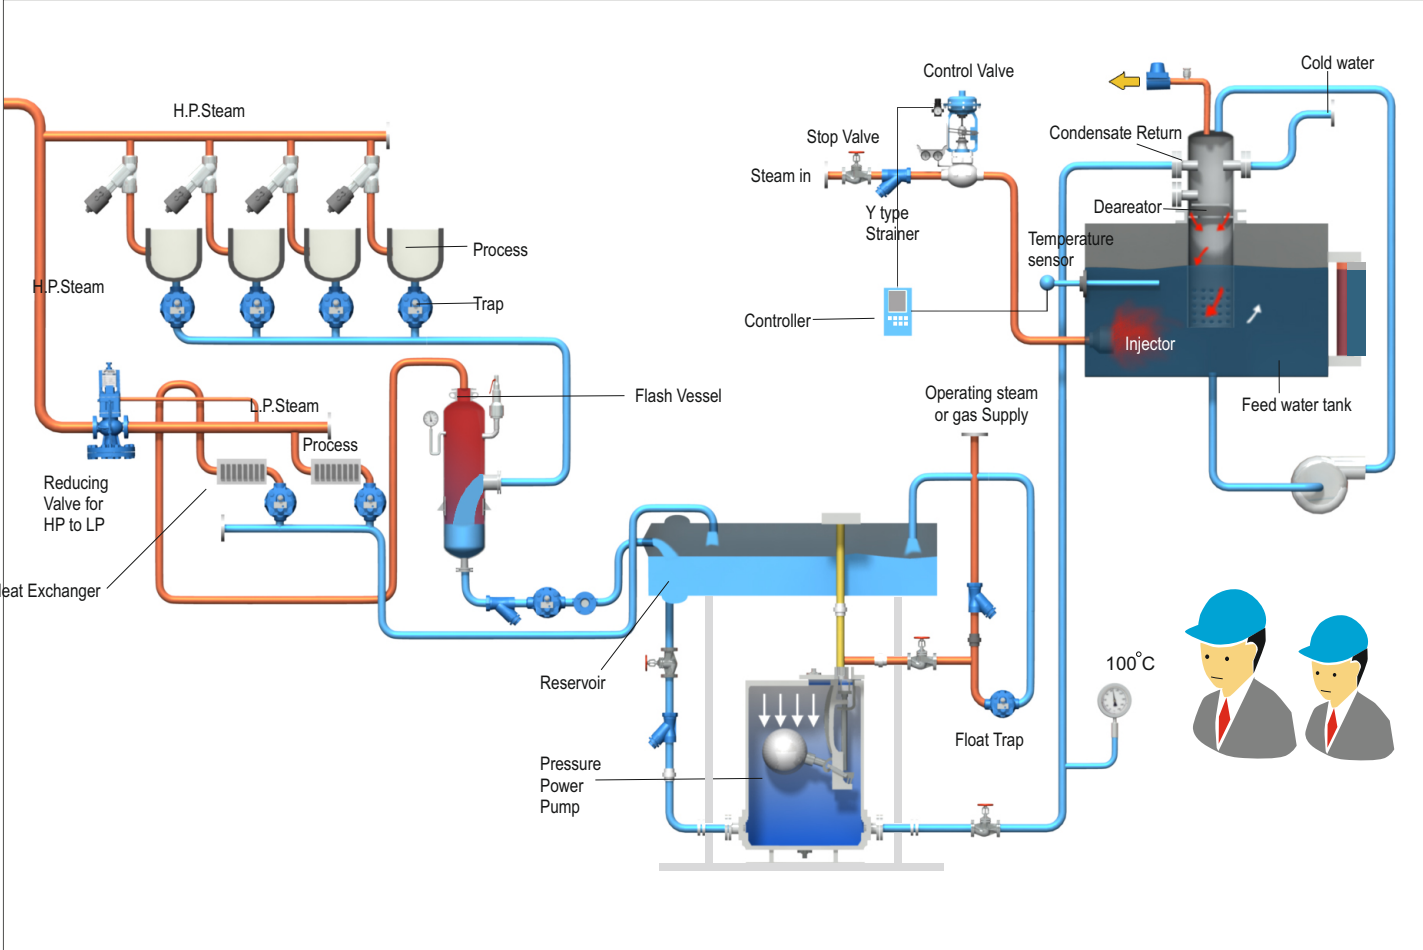 Control Valve
Cold water
H.P.Steam
Stop Valve
Condensate Return
Steam in
Deareator
Y type
Strainer
Process
Temperature
sensor
H.P.Steam
Trap
Controller
Injector
Flash Vessel
Operating steam
or gas Supply
Feed water tank
L.P.Steam
Process
Reducing
Valve for
HP to LP
eat Exchanger
Reservoir
100°C
Float Trap
Pressure
Power
Pump